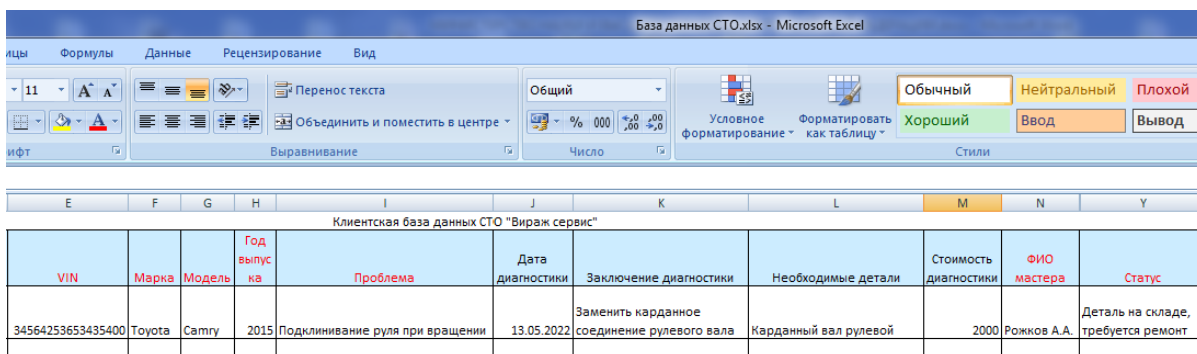 База данных СТО.xlsx - Microsoft Excel
ицы Формулы Данные Рецензирование Вид
11 A A Перенос текста Общий Условное форматирование Форматировать как таблицу Обычный Нейтральный Плохой
A Объединить и поместить в центре % 000 ,0 ,00 ,00 ,0 Хороший Ввод Вывод
ифт Выравнивание Число Стили
E F G H I J K L M N Y
Клиентская база данных СТО "Вираж сервис"
VIN Марка Модель Год выпус ка Проблема Дата диагностики Заключение диагностики Необходимые детали Стоимость диагностики ФИО мастера Статус
34564253653435400 Toyota Camry 2015 Подклинивание руля при вращении 13.05.2022 Заменить карданное соединение рулевого вала Карданный вал рулевой 2000 Рожков А.А. Деталь на складе, требуется ремонт